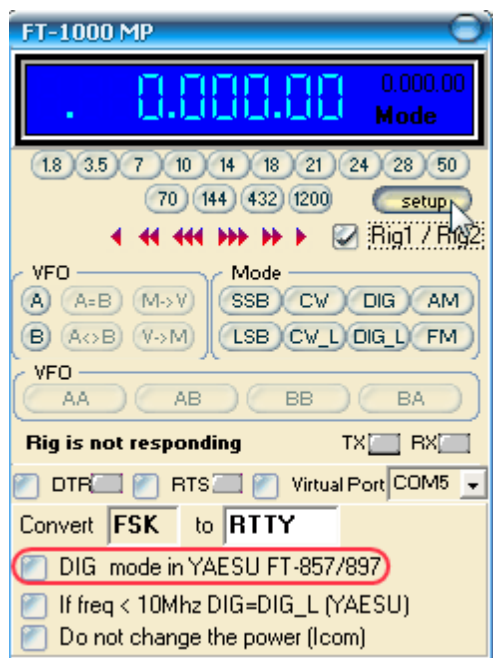 FT-1000 MP
. 0.000.00 0.000.00
Mode
1.8 3.5 7 10 14 18 21 24 28 50
70 144 432 1200 setup
Rig1 / Rig2
VFO
A A=B M->V
B A<>B V->M
Mode
SSB CW DIG AM
LSB CW_L DIG_L FM
VFO
AA AB BB BA
Rig is not responding TX RX
DTR RTS Virtual Port COM5
Convert FSK to RTTY
DIG mode in YAESU FT-857/897
If freq < 10Mhz DIG=DIG_L (YAESU)
Do not change the power (Icom)